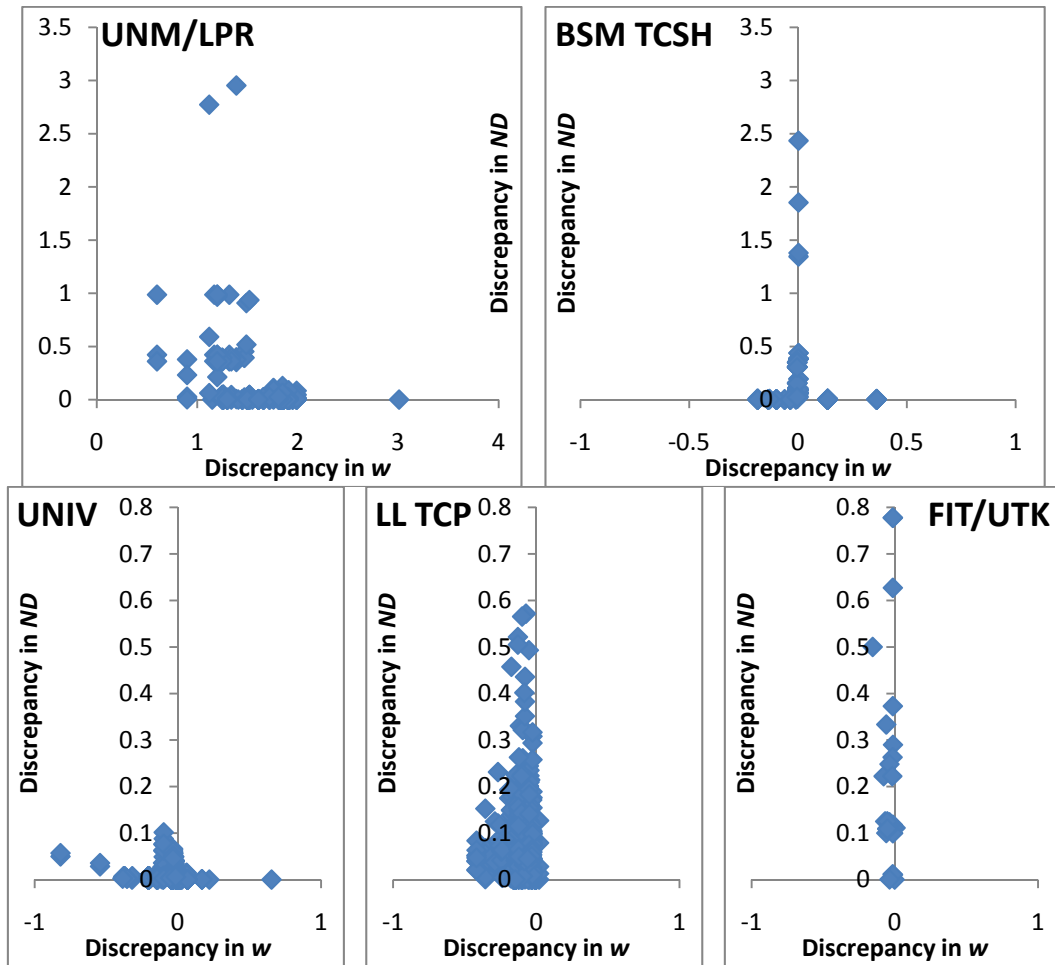 UNM/LPR
3.5
3
2.5
2
1.5
1
0.5
0
0 1 2 3 4
Discrepancy in w
Discrepancy in ND
BSM TCSH
3.5
3
2.5
2
1.5
1
0.5
0
-1 -0.5 0 0.5 1
Discrepancy in w
Discrepancy in ND
UNIV
0.8
0.7
0.6
0.5
0.4
0.3
0.2
0.1
0
-1 0 1
Discrepancy in w
Discrepancy in ND
LL TCP
0.8
0.7
0.6
0.5
0.4
0.3
0.2
0.1
0
-1 0 1
Discrepancy in w
Discrepancy in ND
FIT/UTK
0.8
0.7
0.6
0.5
0.4
0.3
0.2
0.1
0
-1 0 1
Discrepancy in w
Discrepancy in ND